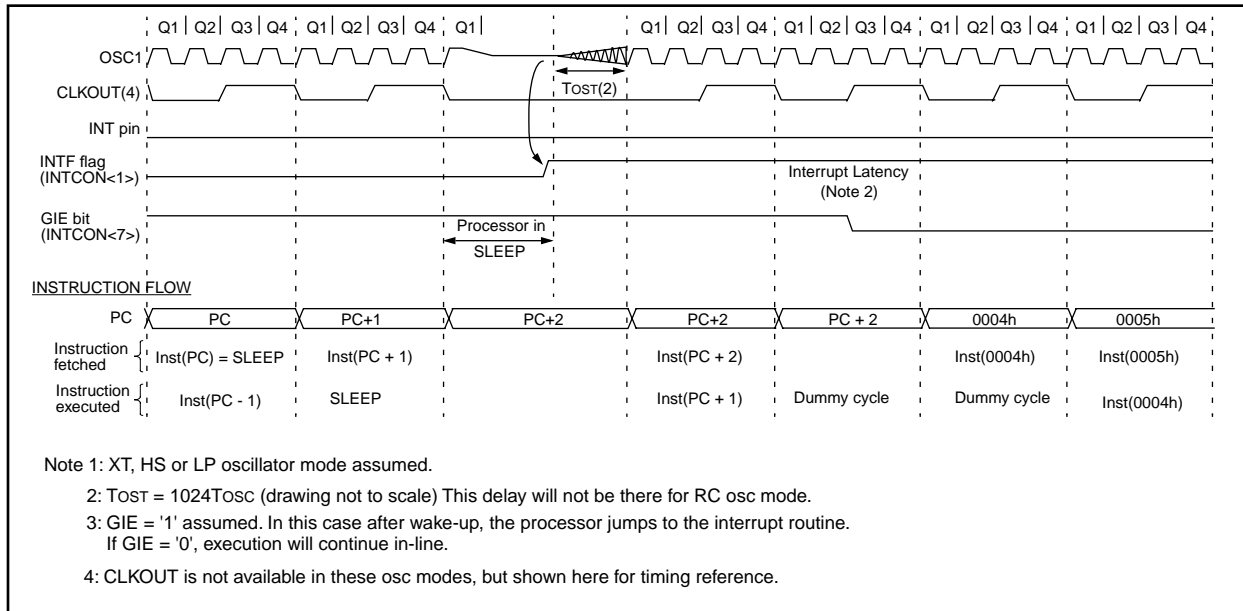 Q1 Q2 Q3 Q4 Q1 Q2 Q3 Q4 Q1 Q1 Q2 Q3 Q4 Q1 Q2 Q3 Q4 Q1 Q2 Q3 Q4 Q1 Q2 Q3 Q4
OSC1
TOST(2)
CLKOUT(4)
INT pin
INTF flag
(INTCON<1>)
Interrupt Latency
(Note 2)
GIE bit
(INTCON<7>)
Processor in
SLEEP
INSTRUCTION FLOW
PC PC PC+1 PC+2 PC+2 PC + 2 0004h 0005h
Instruction
fetched
Inst(PC) = SLEEP Inst(PC + 1) Inst(PC + 2) Inst(0004h) Inst(0005h)
Instruction
executed
Inst(PC - 1) SLEEP Inst(PC + 1) Dummy cycle Dummy cycle Inst(0004h)
Note 1: XT, HS or LP oscillator mode assumed.
2: TOST = 1024TOSC (drawing not to scale) This delay will not be there for RC osc mode.
3: GIE = '1' assumed. In this case after wake-up, the processor jumps to the interrupt routine.
If GIE = '0', execution will continue in-line.
4: CLKOUT is not available in these osc modes, but shown here for timing reference.